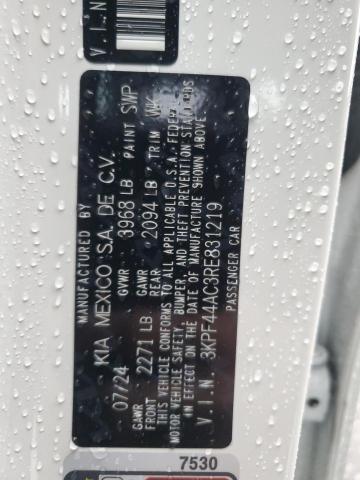 V.I.N
MANUFACTURED BY
KIA MEXICO S.A. DE C.V.
07/24 GVWR 3968 LB PAINT SWP
GAWR FRONT 2271 LB GAWR REAR 2094 LB TRIM WK
THIS VEHICLE CONFORMS TO ALL APPLICABLE U.S.A. FEDERAL
MOTOR VEHICLE SAFETY, BUMPER, AND THEFT PREVENTION STANDARDS
IN EFFECT ON THE DATE OF MANUFACTURE SHOWN ABOVE
V.I.N. 3KPF44AC3RE831219
PASSENGER CAR
7530